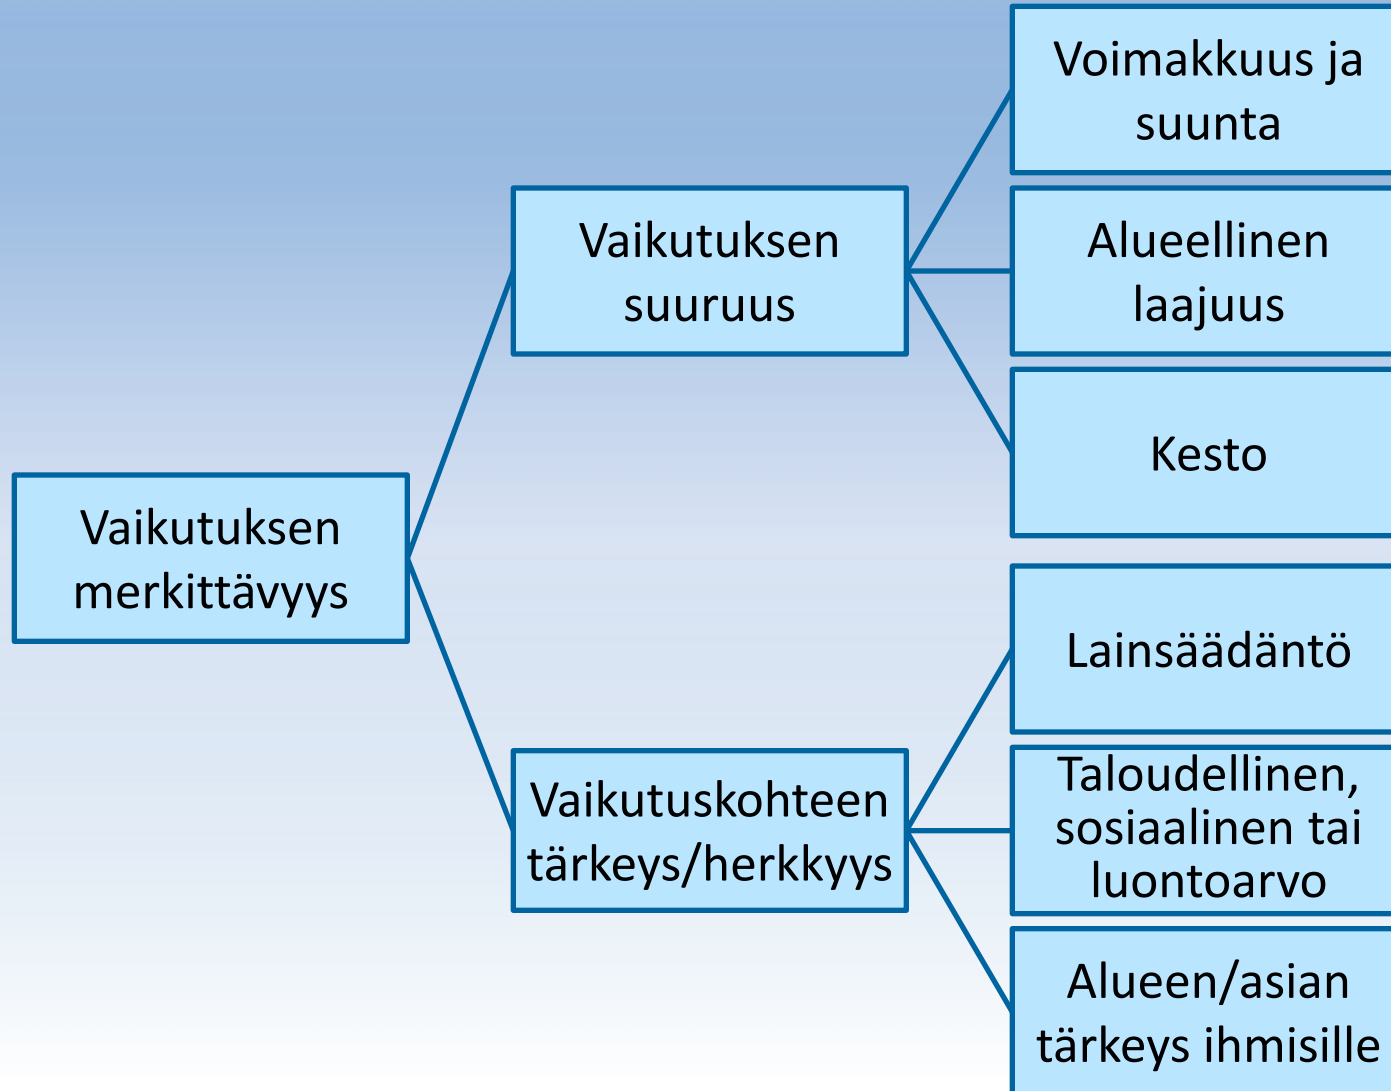 Voimakkuus ja
suunta
Vaikutuksen
suuruus
Alueellinen
laajuus
Kesto
Vaikutuksen
merkittävyys
Lainsäädäntö
Vaikutuskohteen
tärkeys/herkkyys
Taloudellinen,
sosiaalinen tai
luontoarvo
Alueen/asian
tärkeys ihmisille